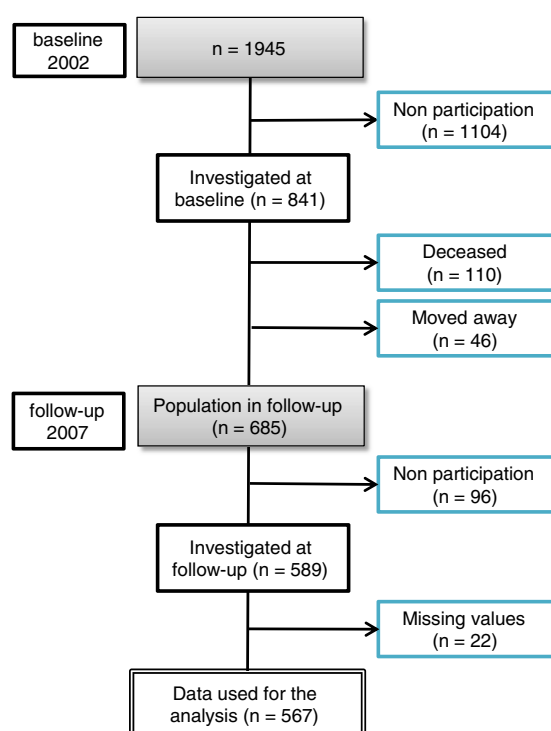 baseline
2002
n = 1945
Non participation
(n = 1104)
Investigated at
baseline (n = 841)
Deceased
(n = 110)
Moved away
(n = 46)
follow-up
2007
Population in follow-up
(n = 685)
Non participation
(n = 96)
Investigated at
follow-up (n = 589)
Missing values
(n = 22)
Data used for the
analysis (n = 567)